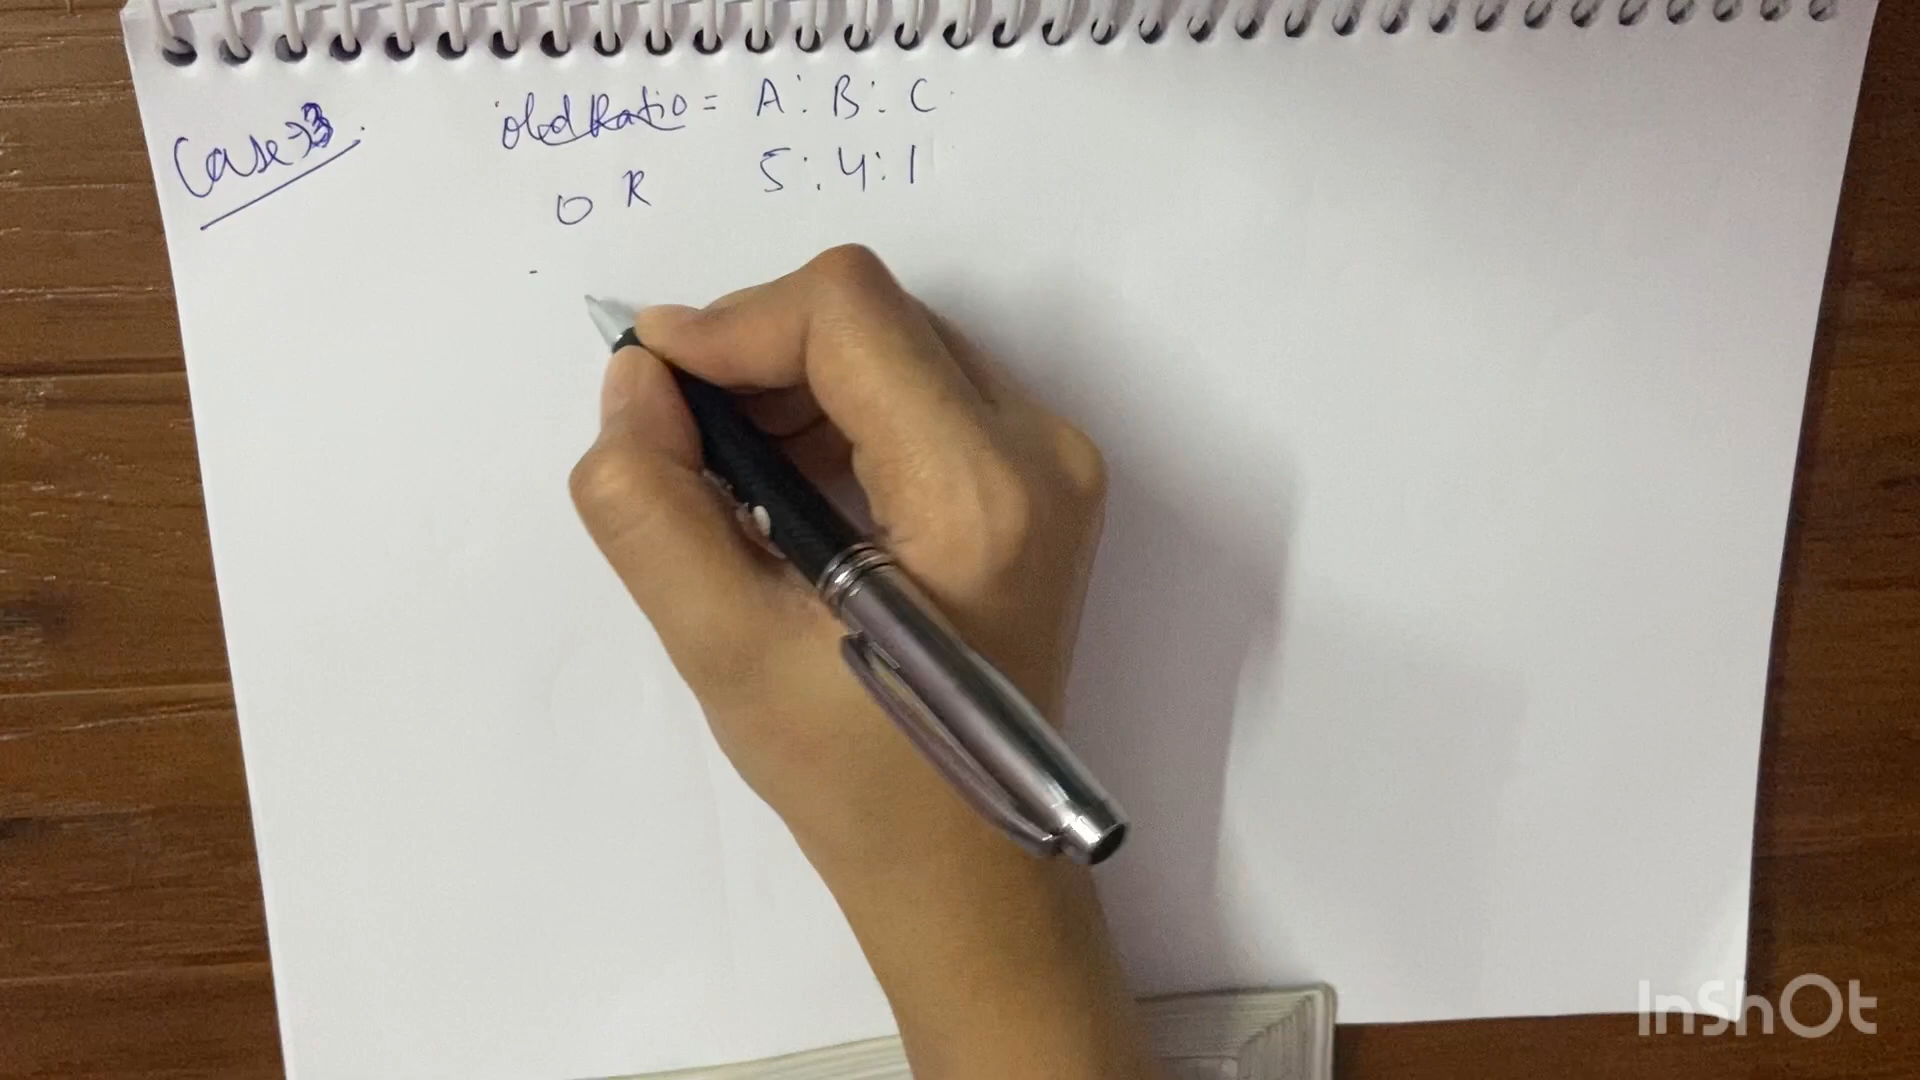 Case:3
old Ratio = A : B : C
O R 5 : 4 : 1
InShOt